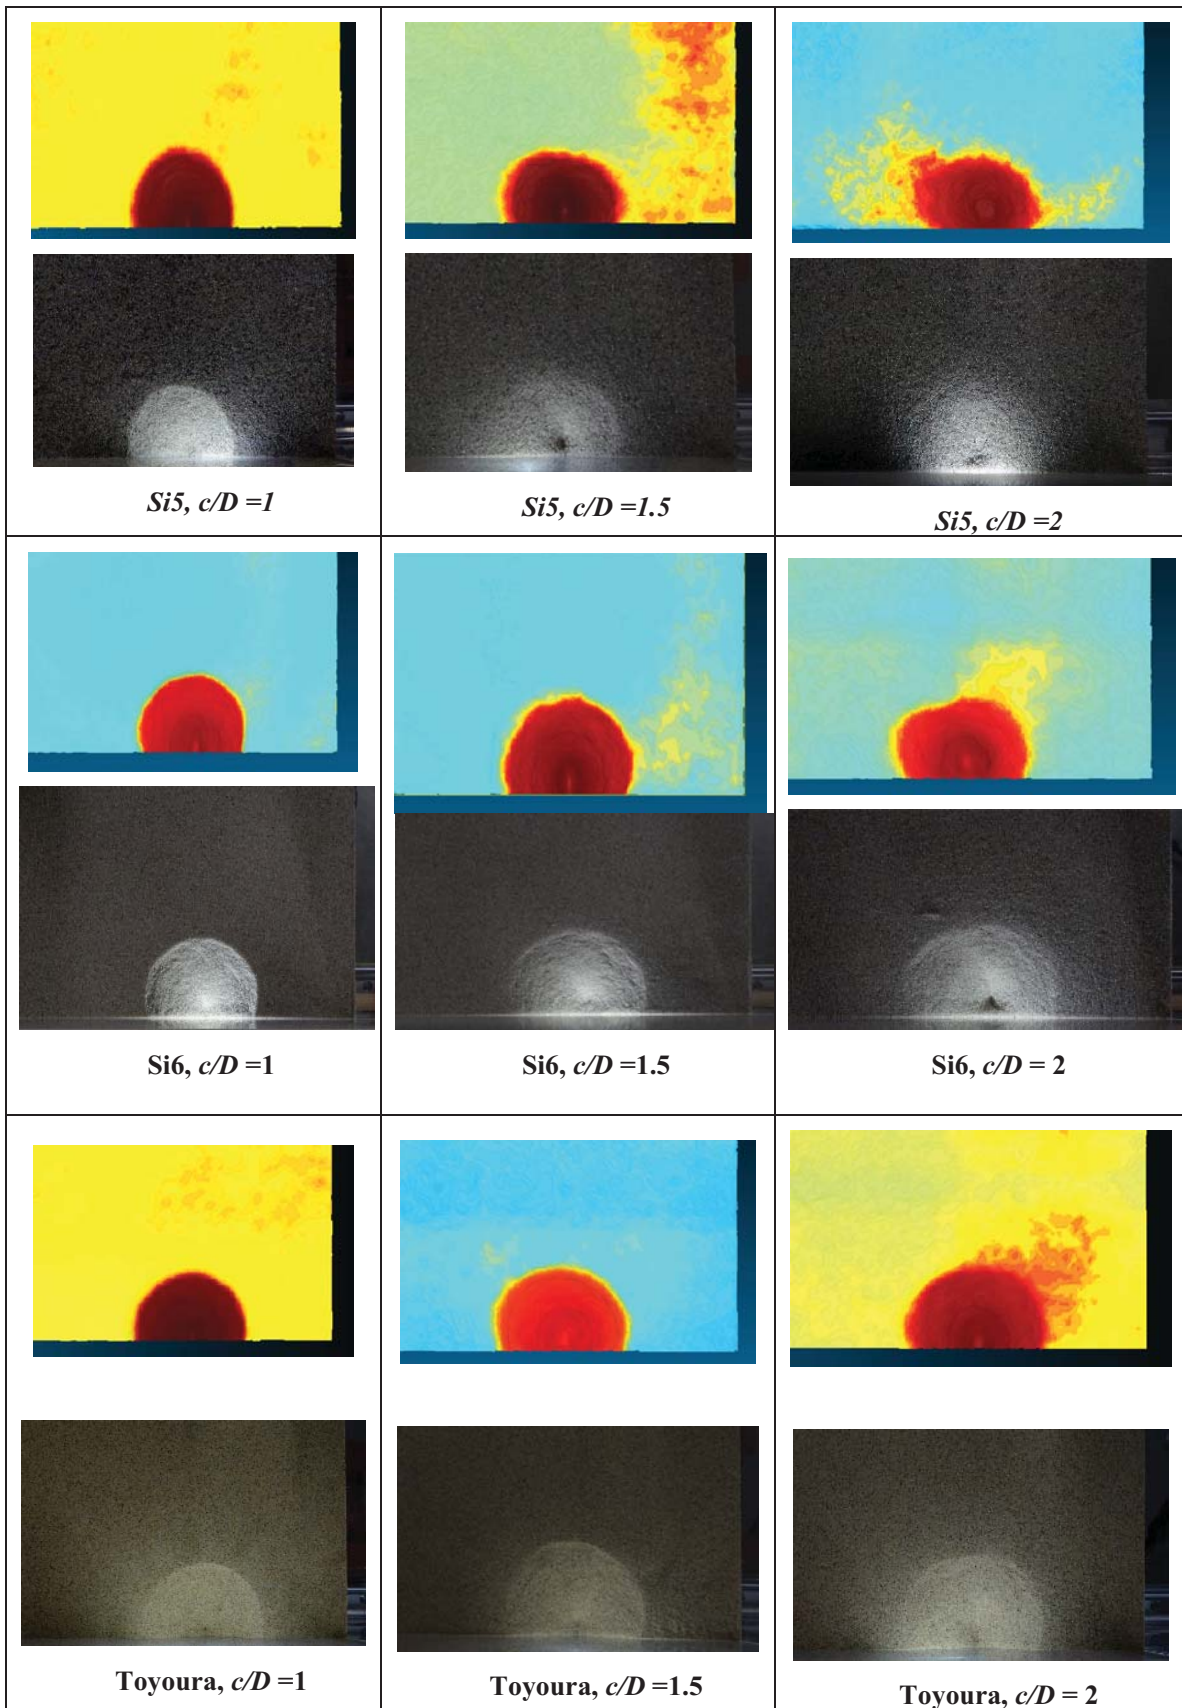 Si5, c/D =1
Si5, c/D =1.5
Si5, c/D =2
Si6, c/D =1
Si6, c/D =1.5
Si6, c/D = 2
Toyoura, c/D =1
Toyoura, c/D =1.5
Toyoura, c/D = 2